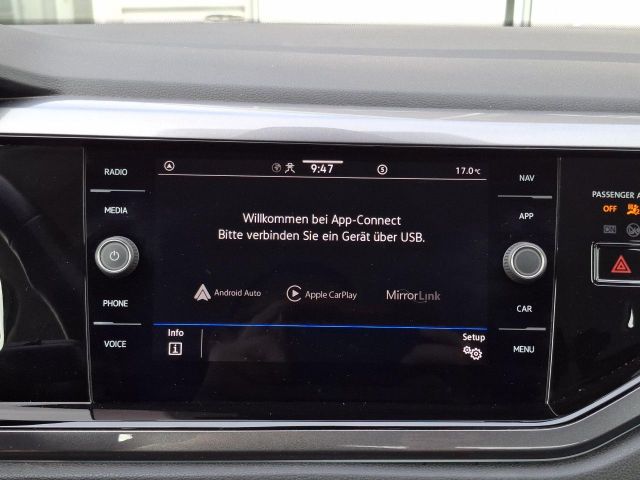 RADIO
MEDIA
PHONE
VOICE
9:47
17.0°C
Willkommen bei App-Connect
Bitte verbinden Sie ein Gerät über USB.
Android Auto
Apple CarPlay
MirrorLink
Info
Setup
NAV
APP
CAR
MENU
PASSENGER A
OFF
ON